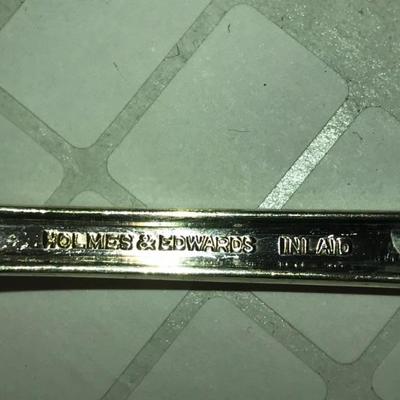 HOLMES & EDWARDS INLAID